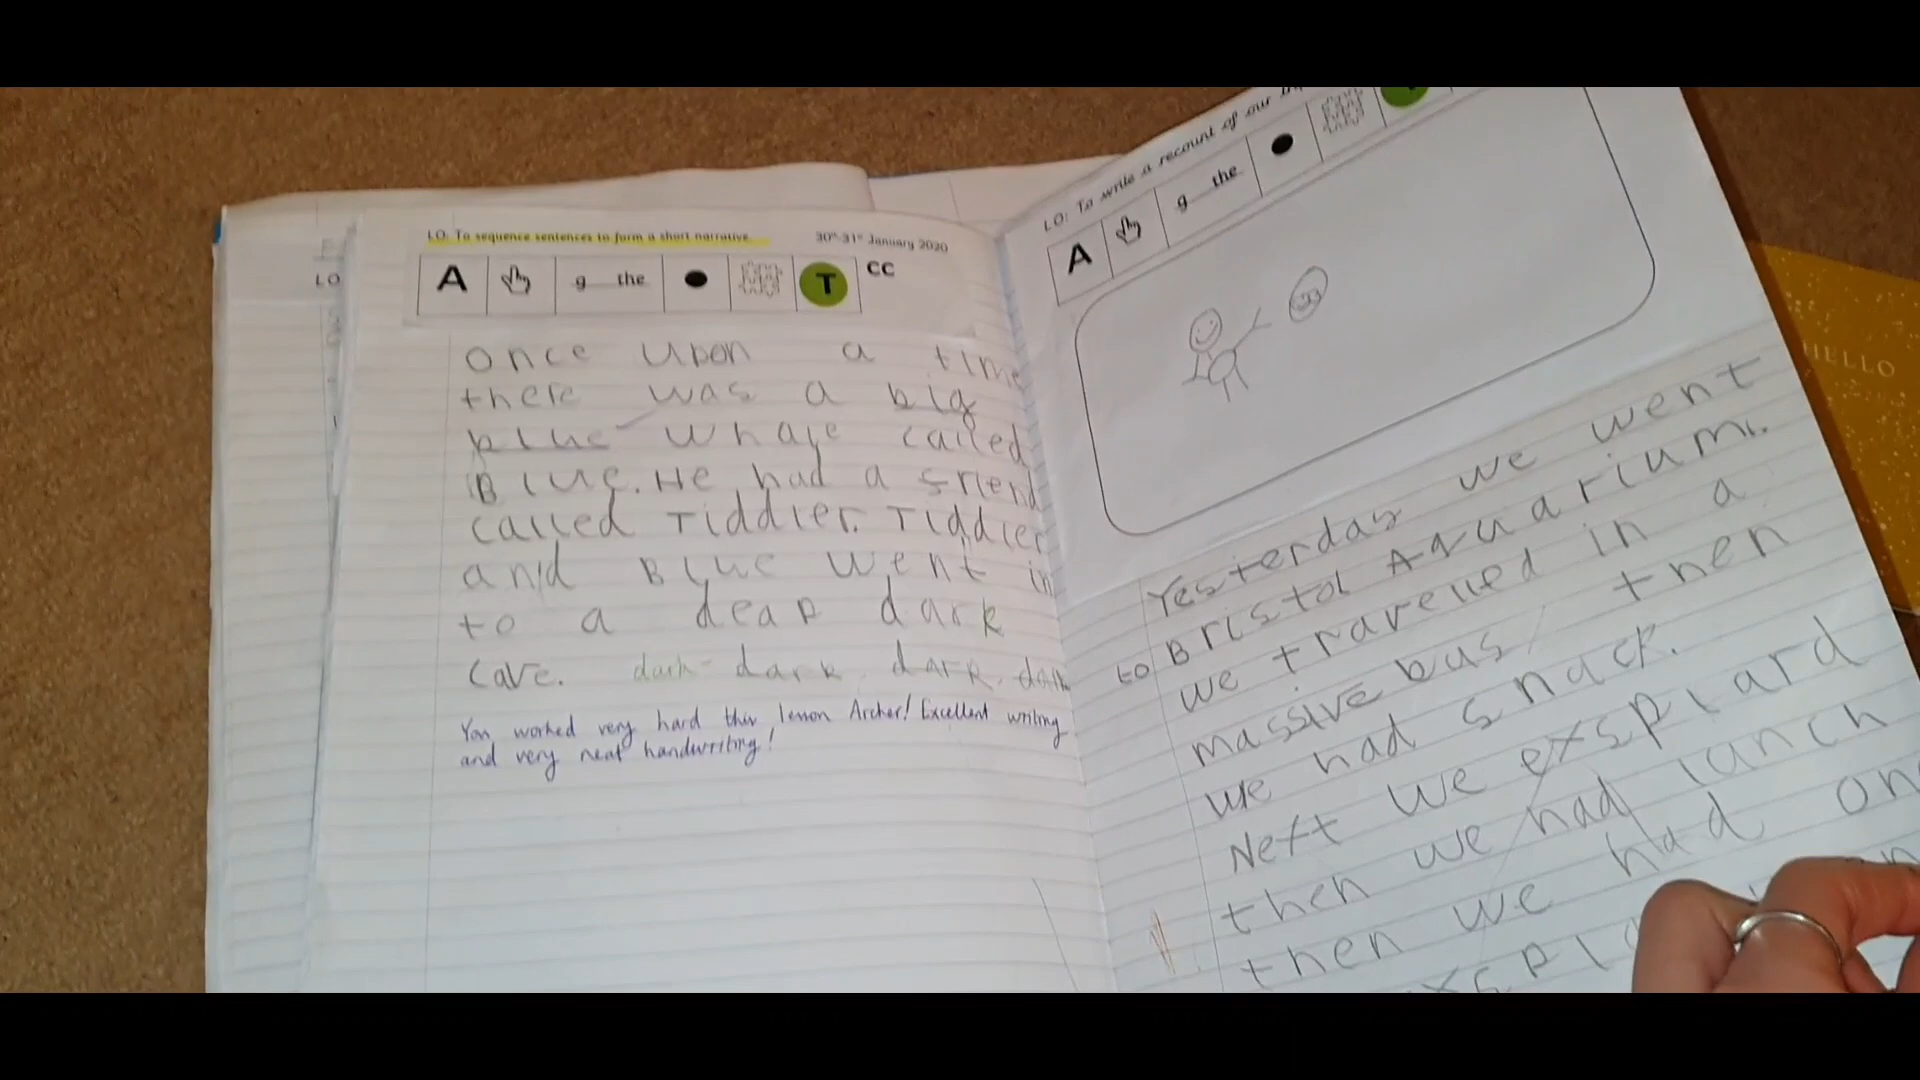 LO: To sequence sentences to form a short narrative
30th-31st January 2020
A g the T CC
once upon a time
there was a big
blue whale called
Blue. He had a friend
called Tiddler. Tiddler
and Blue went in
to a deap dark
cave. dark dark dark dark
You worked very hard this lesson Archer! Excellent writing
and very neat handwriting!
LO
LO: To write a recount of our
A g the
Yesterday we went
to Bristol Aquarium.
we travelled in a
massive bus then
we had snack.
Neft we exsplard
then we had lunch
then we had
HELLO